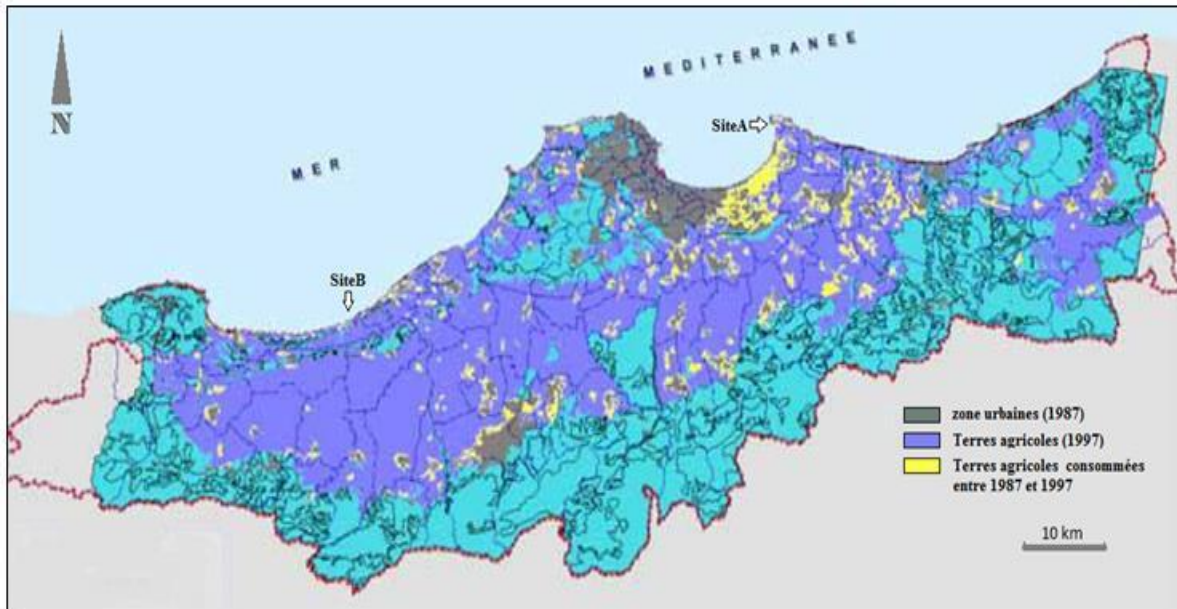 MEDITERRANEE
SiteA
N
MER
SiteB
zone urbaines (1987)
Terres agricoles (1997)
Terres agricoles consommées
entre 1987 et 1997
10 km